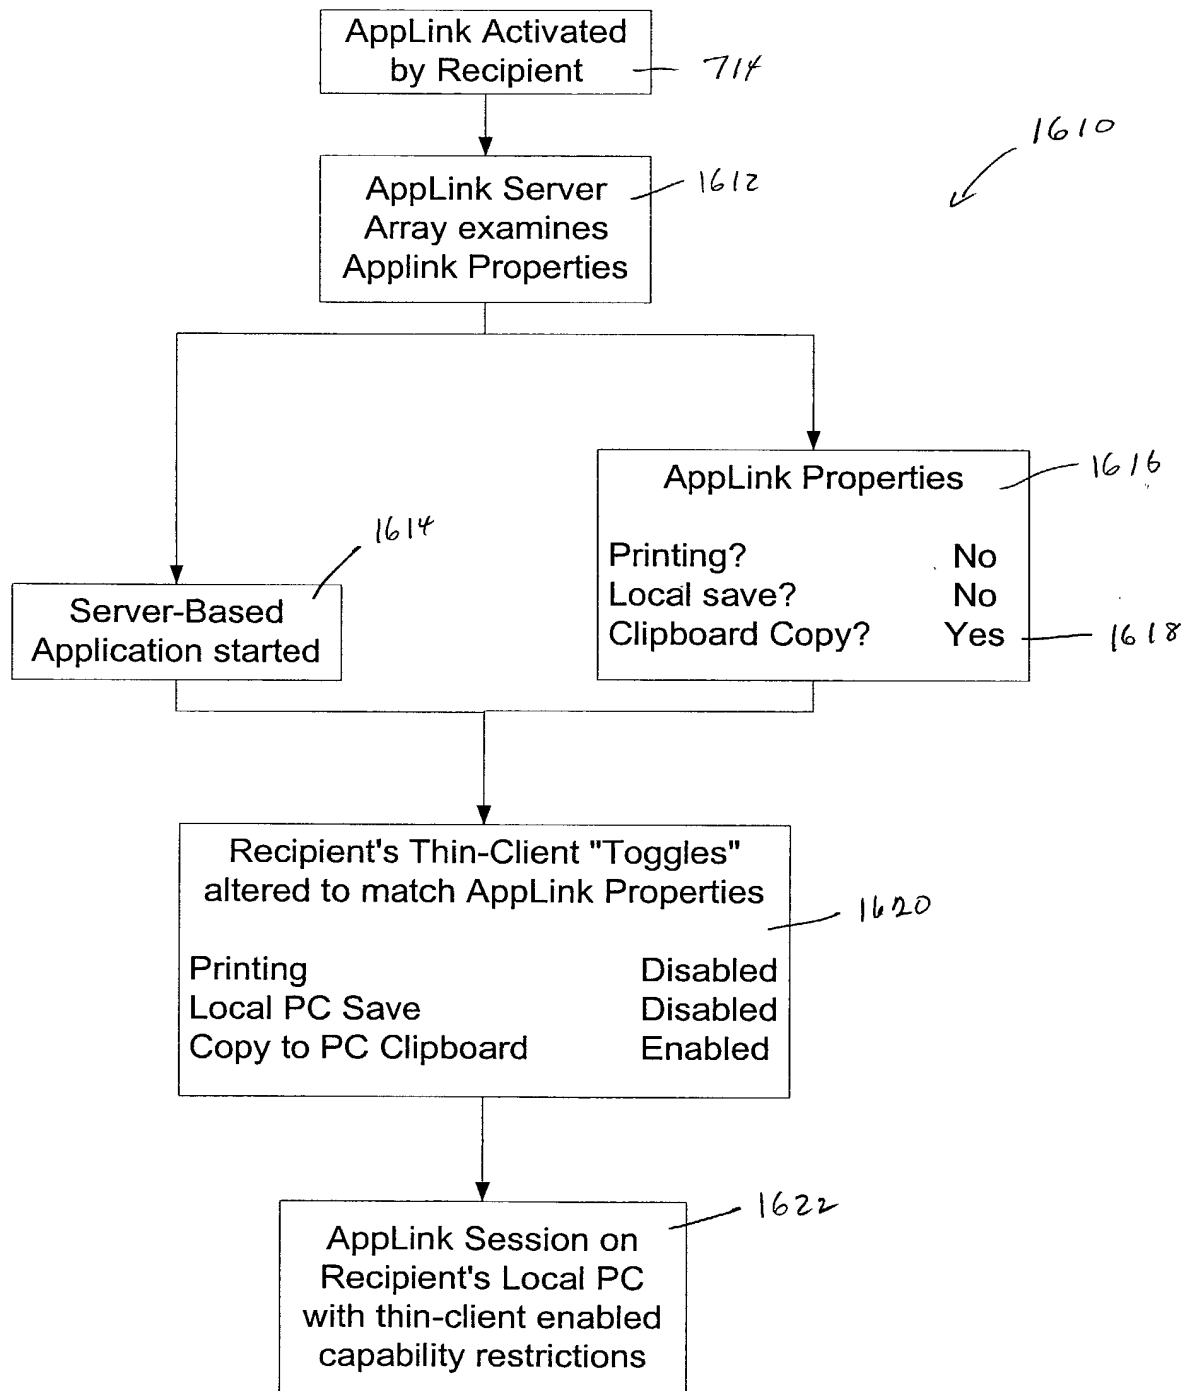 AppLink Activated
by Recipient
714
1610
AppLink Server
Array examines
Applink Properties
1612
AppLink Properties
1616
Printing? No
Local save? No
Clipboard Copy? Yes
1618
1614
Server-Based
Application started
Recipient's Thin-Client "Toggles"
altered to match AppLink Properties
1620
Printing Disabled
Local PC Save Disabled
Copy to PC Clipboard Enabled
1622
AppLink Session on
Recipient's Local PC
with thin-client enabled
capability restrictions